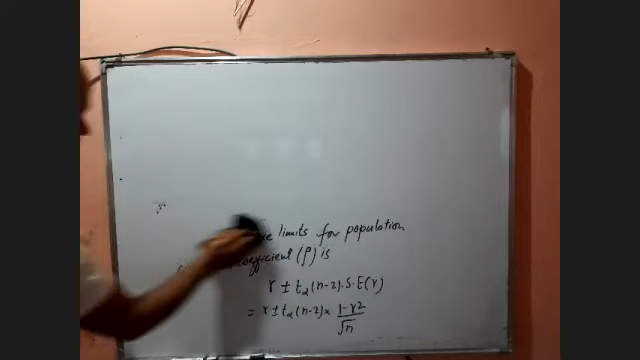 limits for population
coefficient (ρ) is
r ± tα(n-2).S.E(r)
= r ± tα(n-2) × 1-r2/√n